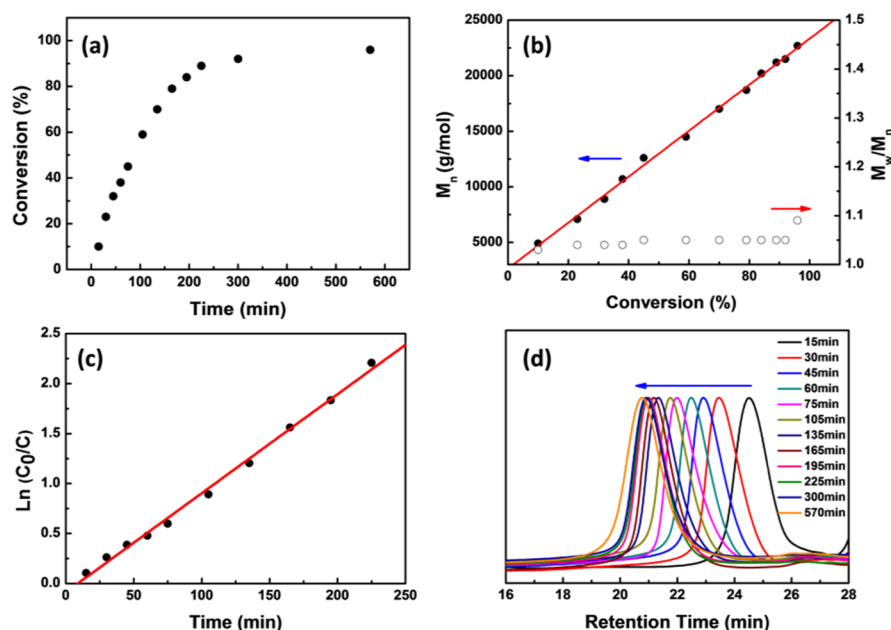 (a)
Conversion (%)
100
80
60
40
20
0
0 100 200 300 400 500 600
Time (min)
(b)
Mn (g/mol)
25000
20000
15000
10000
5000
1.5
1.4
1.3
1.2
1.1
1.0
Mw/Mn
0 20 40 60 80 100
Conversion (%)
(c)
Ln (C0/C)
2.5
2.0
1.5
1.0
0.5
0.0
0 50 100 150 200 250
Time (min)
(d)
15min
30min
45min
60min
75min
105min
135min
165min
195min
225min
300min
570min
16 18 20 22 24 26 28
Retention Time (min)